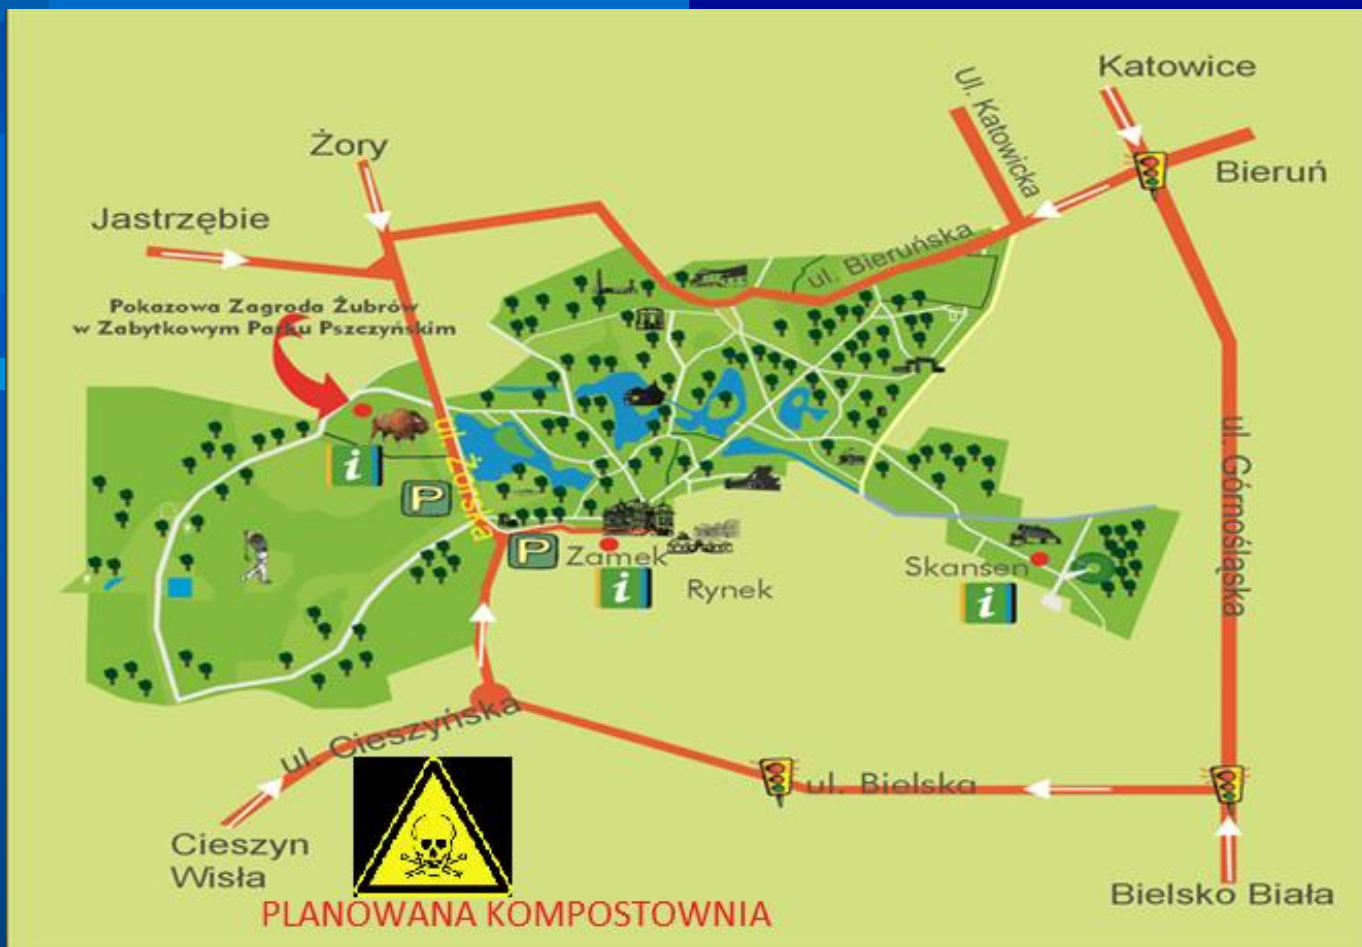 Katowice
Ul. Katowicka
Żory
Bieruń
Jastrzębie
ul. Bieruńska
Pokazowa Zagroda Żubrów
w Zabytkowym Parku Pszczyńskim
ul. Żorska
i
P
P
Zamek
i
Rynek
Skansen
i
ul. Górnośląska
ul. Cieszyńska
ul. Bielska
Cieszyn
Wisła
Bielsko Biała
PLANOWANA KOMPOSTOWNIA